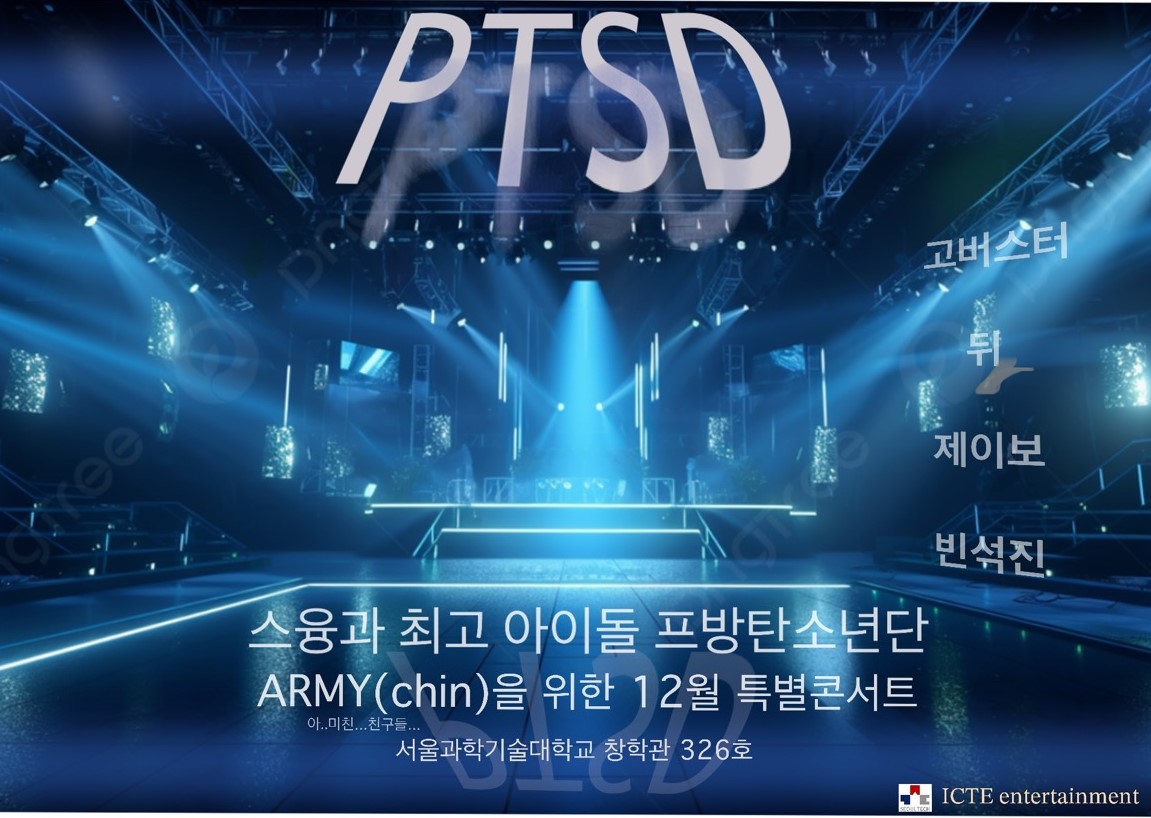 PTSD
고버스터
뒤
제이보
빈석진
스융과 최고 아이돌 프방탄소년단
ARMY(chin)을 위한 12월 특별콘서트
아..미친...친구들...
서울과학기술대학교 창학관 326호
SEOULTECH
ICTE entertainment
pngtree